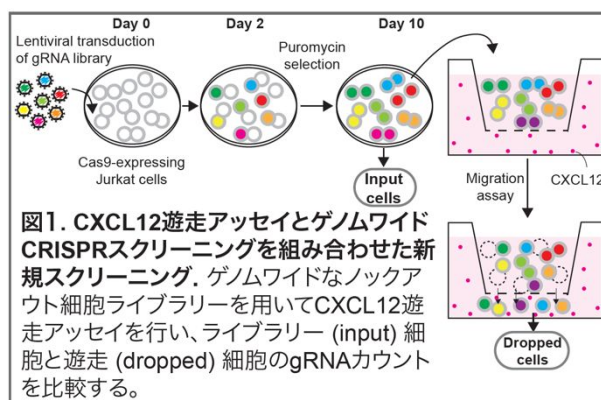 Day 0
Day 2
Day 10
Lentiviral transduction
of gRNA library
Puromycin
selection
Cas9-expressing
Jurkat cells
Input
cells
CXCL12
Migration
assay
Dropped
cells
図1. CXCL12遊走アッセイとゲノムワイド
CRISPRスクリーニングを組み合わせた新
規スクリーニング. ゲノムワイドなノックア
ウト細胞ライブラリーを用いてCXCL12遊
走アッセイを行い、ライブラリー (input) 細
胞と遊走 (dropped) 細胞のgRNAカウント
を比較する。